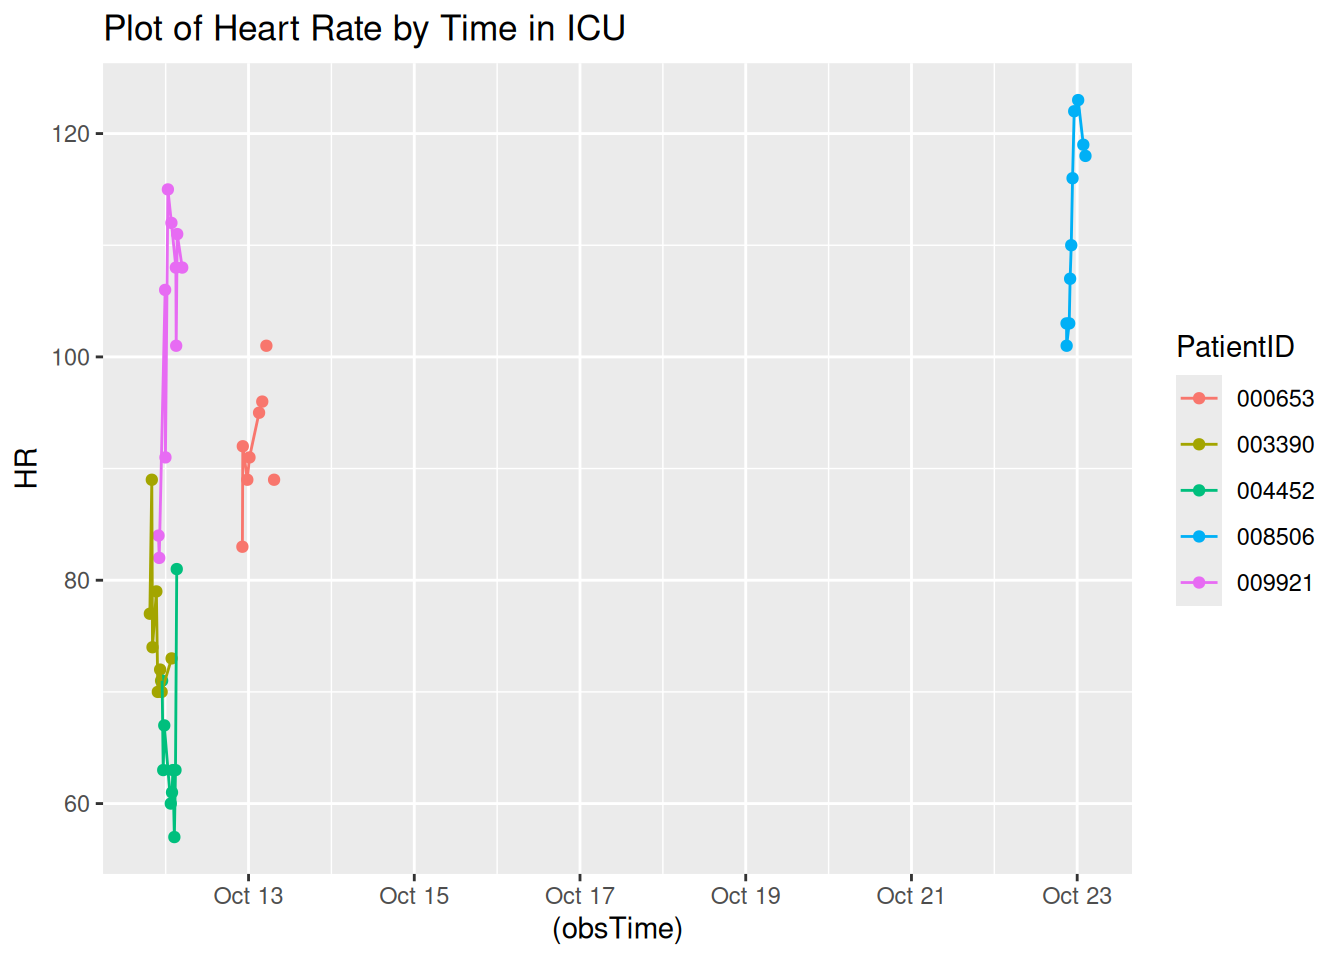 Plot of Heart Rate by Time in ICU
HR
120
100
80
60
Oct 13
Oct 15
Oct 17
Oct 19
Oct 21
Oct 23
(obsTime)
PatientID
000653
003390
004452
008506
009921